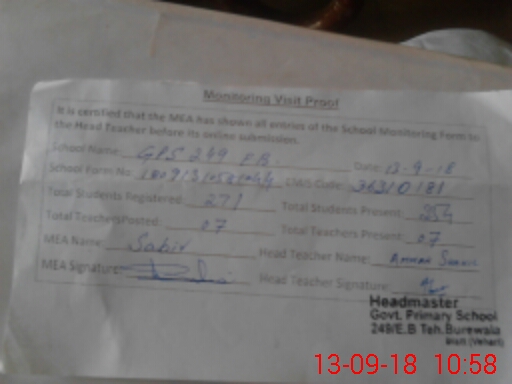 Monitoring Visit Proof
It is certified that the MEA has shown all entries of the School Monitoring Form to
the Head Teacher before its online submission.
School Name: GPS 249 EB Date: 13-9-18
School Form No. EMIS Code: 36310181
Total Students Registered: 271 Total Students Present: 254
Total Teachers Posted: 07 Total Teachers Present: 07
MEA Name: Sabir Head Teacher Name:
MEA Signature: Head Teacher Signature:
Headmaster
Govt. Primary School
249/E.B Teh.Burewala
Distt (Vehari)
13-09-18 10:58